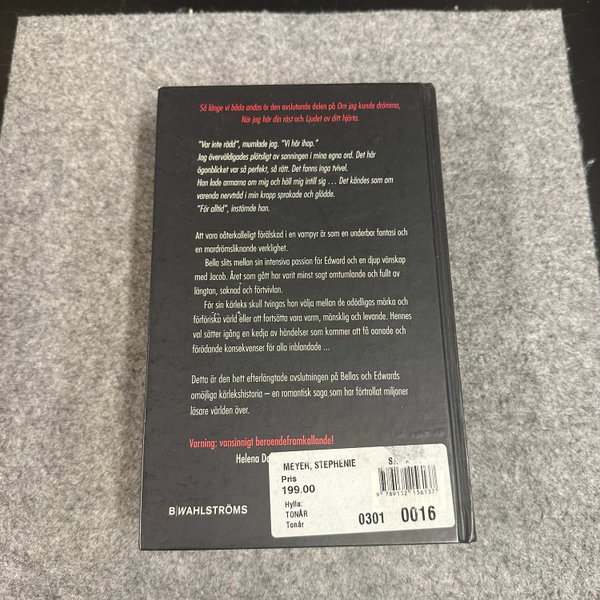 Så länge vi båda andas är den avslutande delen på Om jag kunde drömma,
När jag hör din röst och Ljudet av ditt hjärta.
"Var inte rädd", mumlade jag. "Vi hör ihop."
Jag överväldigades plötsligt av sanningen i mina egna ord. Det här
ögonblicket var så perfekt, så rätt. Det fanns inga tvivel.
Han lade armarna om mig och höll mig intill sig ... Det kändes som om
varenda nervtråd i min kropp sprakade och glödde.
"För alltid", instämde han.
Att vara oåterkalleligt förälskad i en vampyr är som en underbar fantasi och
en mardrömsliknande verklighet.
Bella slits mellan sin intensiva passion för Edward och en djup vänskap
med Jacob. Året som gått har varit minst sagt omtumlande och fullt av
längtan, saknad och förtvivlan.
För sin kärleks skull tvingas hon välja mellan de odödligas mörka och
förföriska värld eller att fortsätta vara varm, mänsklig och levande. Hennes
val sätter igång en kedja av händelser som kommer att få oanade och
förödande konsekvenser för alla inblandade ...
Detta är den hett efterlängtade avslutningen på Bellas och Edwards
omöjliga kärlekshistoria – en romantisk saga som har förtrollat miljoner
läsare världen över.
Varning: vansinnigt beroendeframkallande!
Helena
MEYER, STEPHENIE
Pris
199.00
Hylla:
TONÅR
Tonår
9 789132 156137
0301 0016
B WAHLSTRÖMS